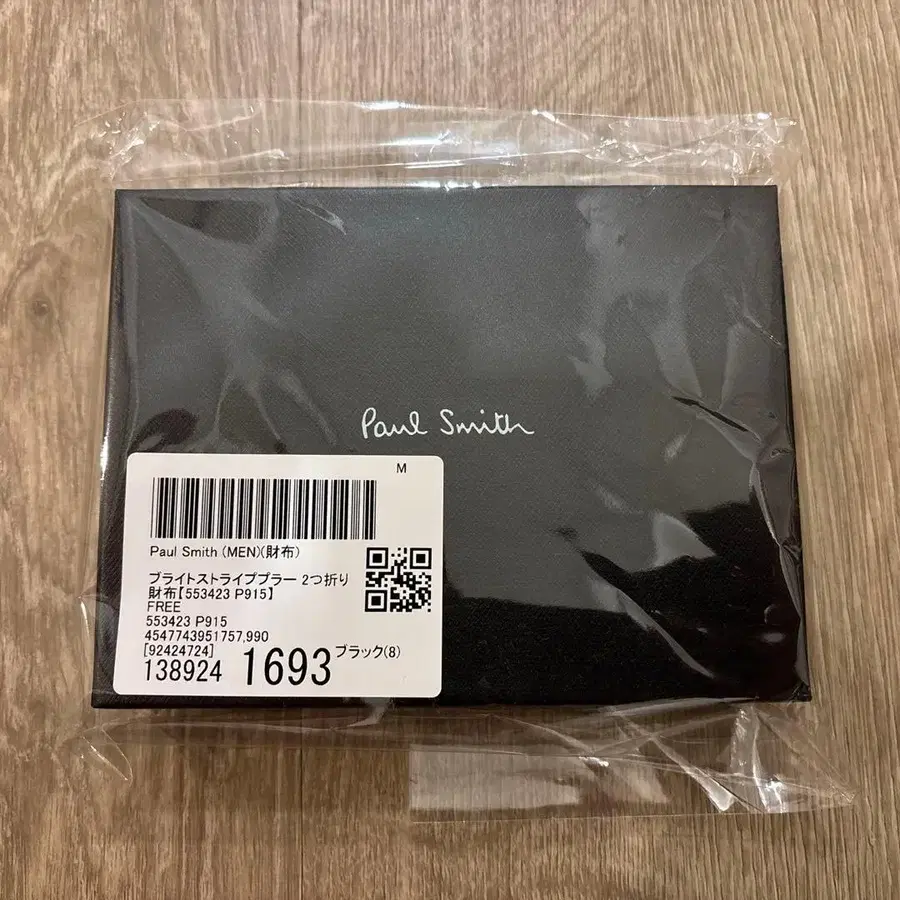 Paul Smith
M
Paul Smith (MEN)(財布)
ブライトストライププラー 2つ折り
財布【553423 P915】
FREE
553423 P915
4547743951757,990
[92424724]
138924 1693 ブラック(8)